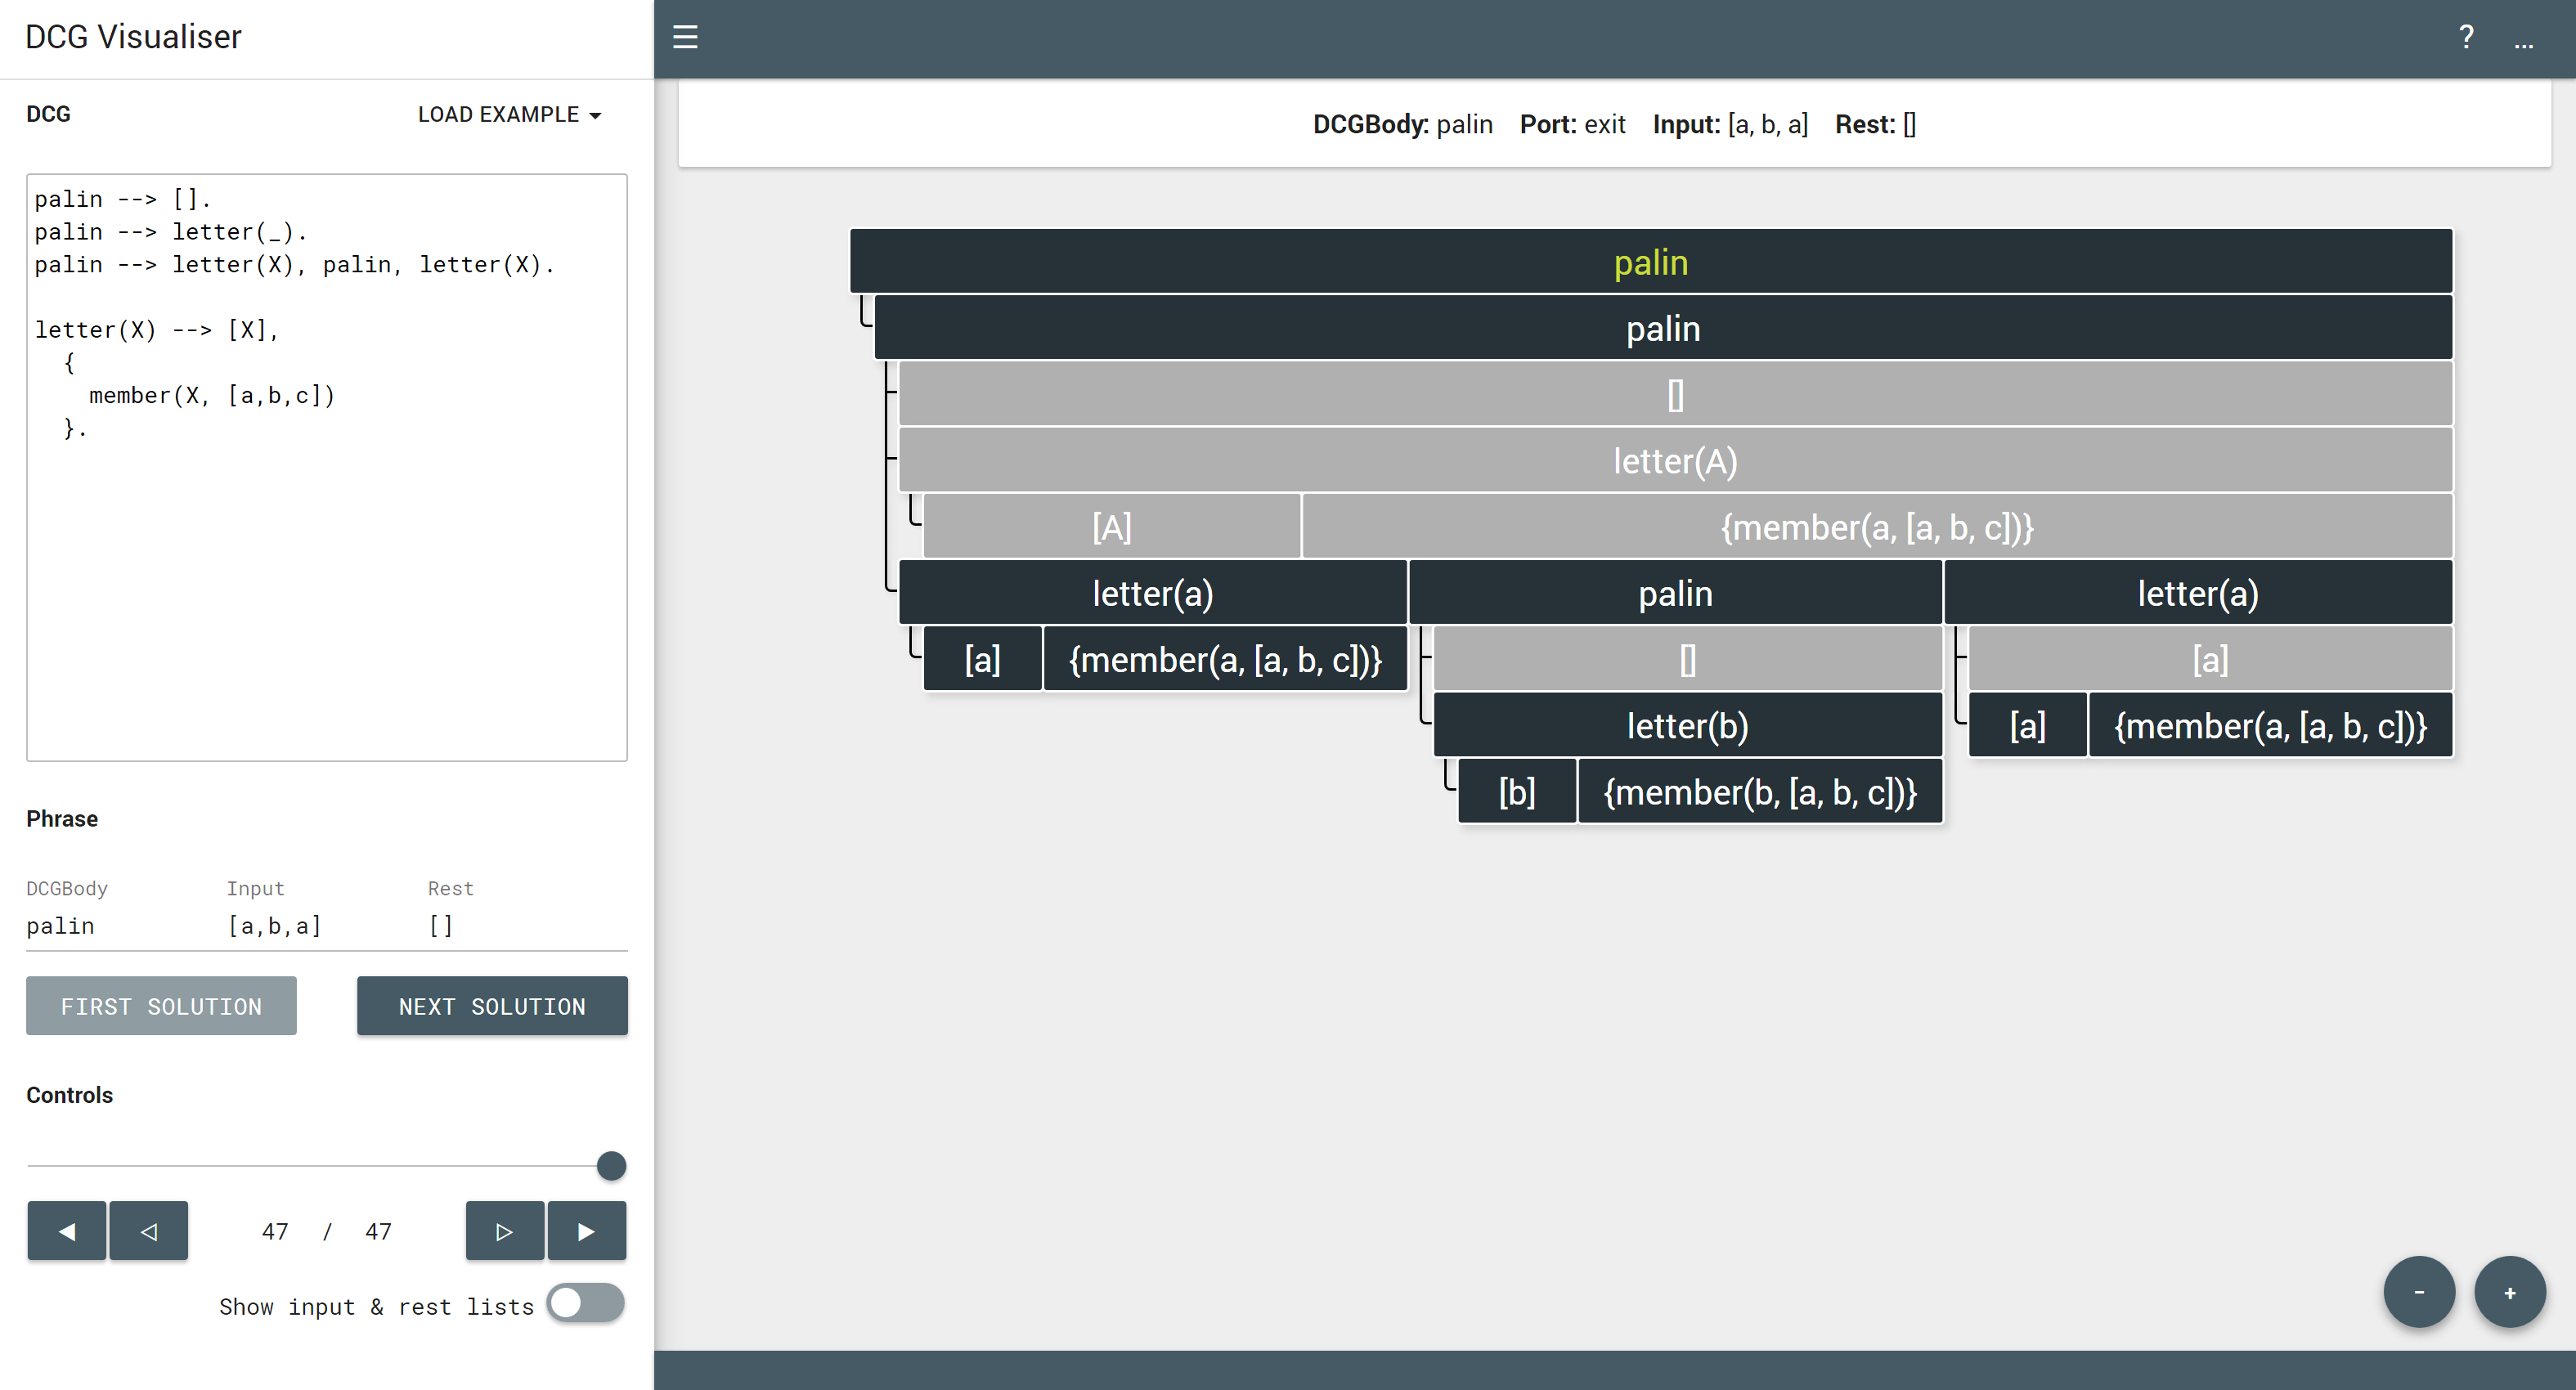 DCG Visualiser
DCG LOAD EXAMPLE
palin --> [].
palin --> letter(_).
palin --> letter(X), palin, letter(X).
letter(X) --> [X],
{
member(X, [a,b,c])
}.
Phrase
DCGBody Input Rest
palin [a,b,a] []
FIRST SOLUTION NEXT SOLUTION
Controls
47 / 47
Show input & rest lists
? ...
DCGBody: palin Port: exit Input: [a, b, a] Rest: []
palin
palin
[]
letter(A)
[A] {member(a, [a, b, c])}
letter(a) palin letter(a)
[a] {member(a, [a, b, c])} [] [a]
letter(b) [a] {member(a, [a, b, c])}
[b] {member(b, [a, b, c])}
- +